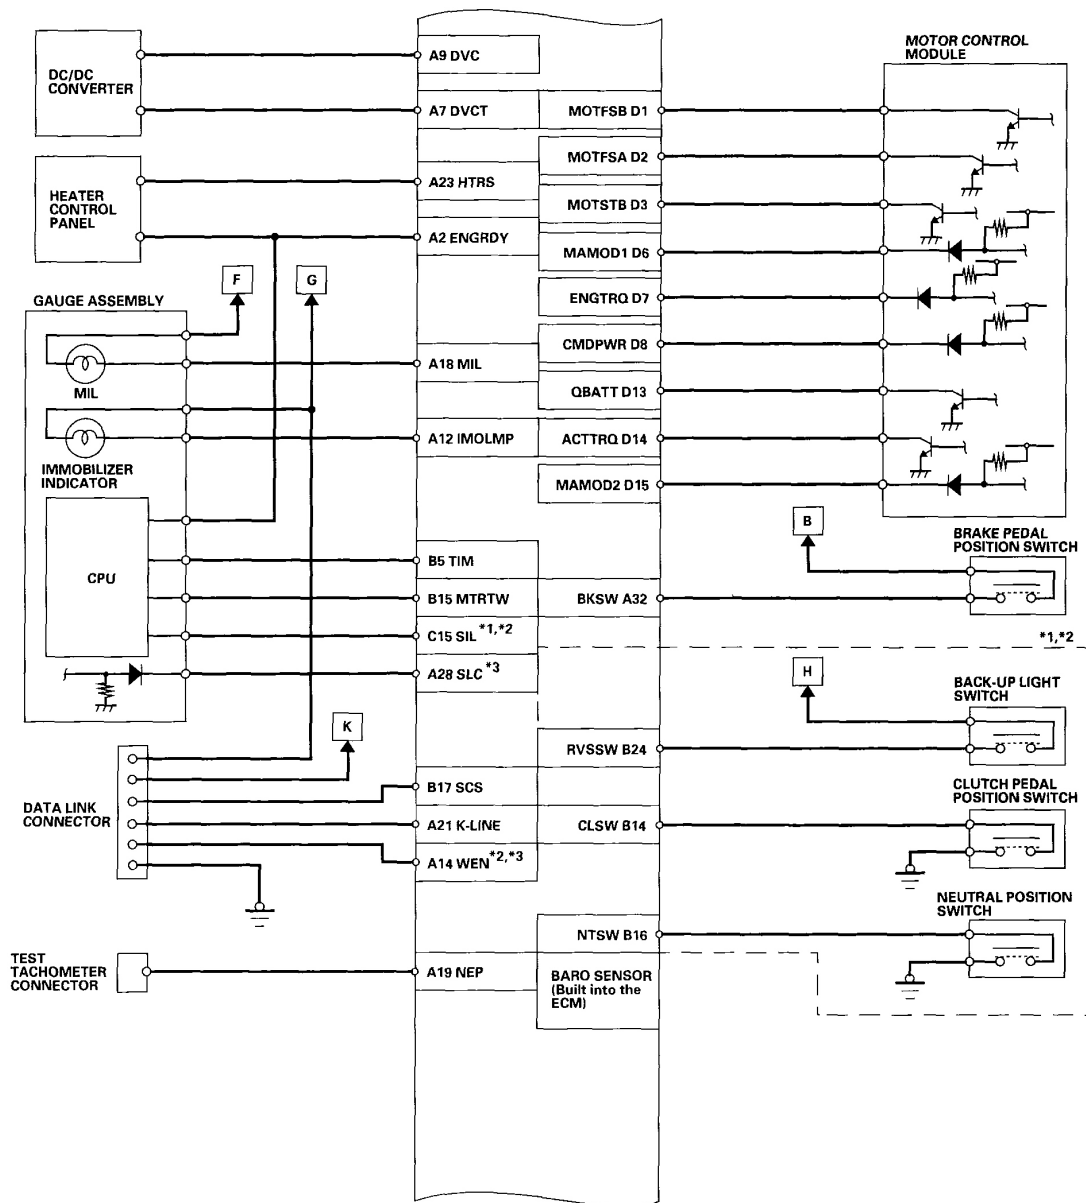 DC/DC
CONVERTER
A9 DVC
A7 DVCT
MOTFSB D1
MOTOR CONTROL
MODULE
MOTFSA D2
HEATER
CONTROL
PANEL
A23 HTRS
MOTSTB D3
A2 ENGRDY
MAMOD1 D6
F
G
ENGTRQ D7
GAUGE ASSEMBLY
CMDPWR D8
MIL
A18 MIL
QBATT D13
IMMOBILIZER
INDICATOR
A12 IMOLMP
ACTTRQ D14
MAMOD2 D15
B
BRAKE PEDAL
POSITION SWITCH
CPU
B5 TIM
B15 MTRTW
BKSW A32
C15 SIL *1,*2
*1,*2
A28 SLC *3
H
BACK-UP LIGHT
SWITCH
K
RVSSW B24
DATA LINK
CONNECTOR
B17 SCS
CLUTCH PEDAL
POSITION SWITCH
A21 K-LINE
CLSW B14
A14 WEN *2,*3
NEUTRAL POSITION
SWITCH
NTSW B16
TEST
TACHOMETER
CONNECTOR
A19 NEP
BARO SENSOR
(Built into the
ECM)